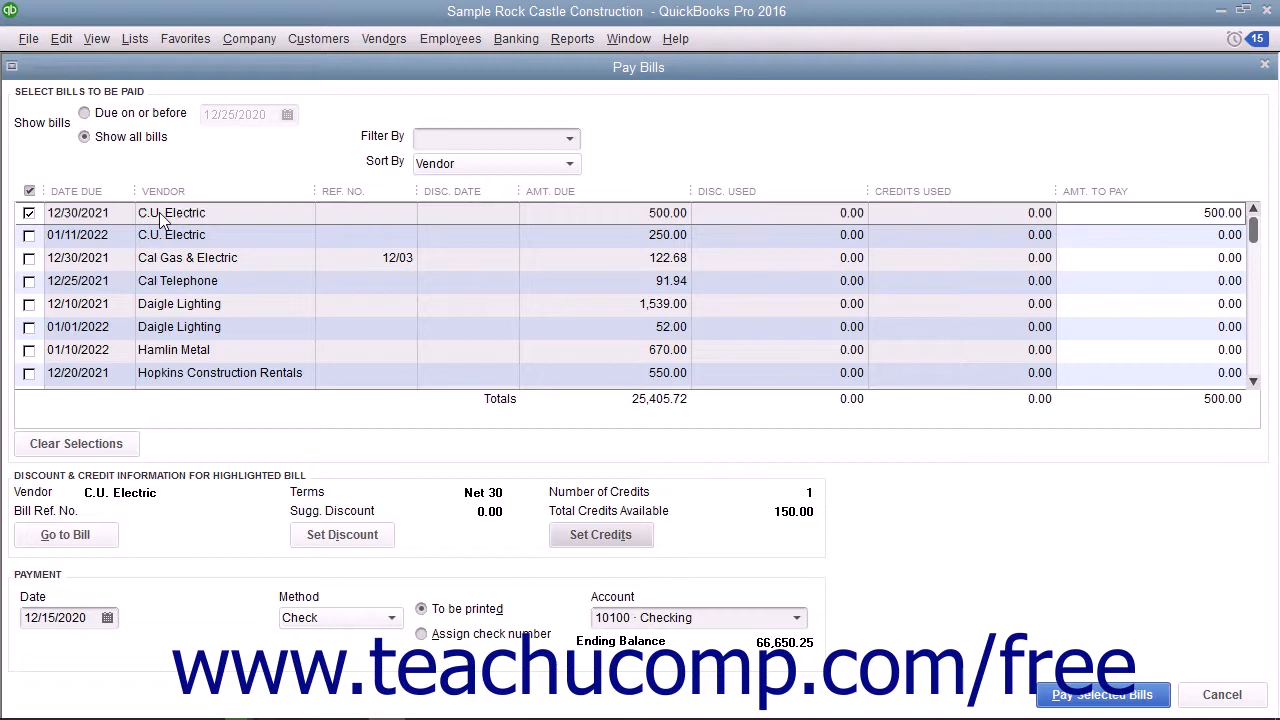 qb Sample Rock Castle Construction - QuickBooks Pro 2016
File Edit View Lists Favorites Company Customers Vendors Employees Banking Reports Window Help 15
Pay Bills
SELECT BILLS TO BE PAID
Show bills Due on or before 12/25/2020
Show all bills
Filter By
Sort By Vendor
DATE DUE VENDOR REF. NO. DISC. DATE AMT. DUE DISC. USED CREDITS USED AMT. TO PAY
12/30/2021 C.U. Electric 500.00 0.00 0.00 500.00
01/11/2022 C.U. Electric 250.00 0.00 0.00 0.00
12/30/2021 Cal Gas & Electric 12/03 122.68 0.00 0.00 0.00
12/25/2021 Cal Telephone 91.94 0.00 0.00 0.00
12/10/2021 Daigle Lighting 1,539.00 0.00 0.00 0.00
01/01/2022 Daigle Lighting 52.00 0.00 0.00 0.00
01/10/2022 Hamlin Metal 670.00 0.00 0.00 0.00
12/20/2021 Hopkins Construction Rentals 550.00 0.00 0.00 0.00
Totals 25,405.72 0.00 0.00 500.00
Clear Selections
DISCOUNT & CREDIT INFORMATION FOR HIGHLIGHTED BILL
Vendor C.U. Electric Terms Net 30 Number of Credits 1
Bill Ref. No. Sugg. Discount 0.00 Total Credits Available 150.00
Go to Bill Set Discount Set Credits
PAYMENT
Date Method Account
12/15/2020 Check To be printed 10100 · Checking
Assign check number Ending Balance 66,650.25
www.teachucomp.com/free
Pay Selected Bills Cancel